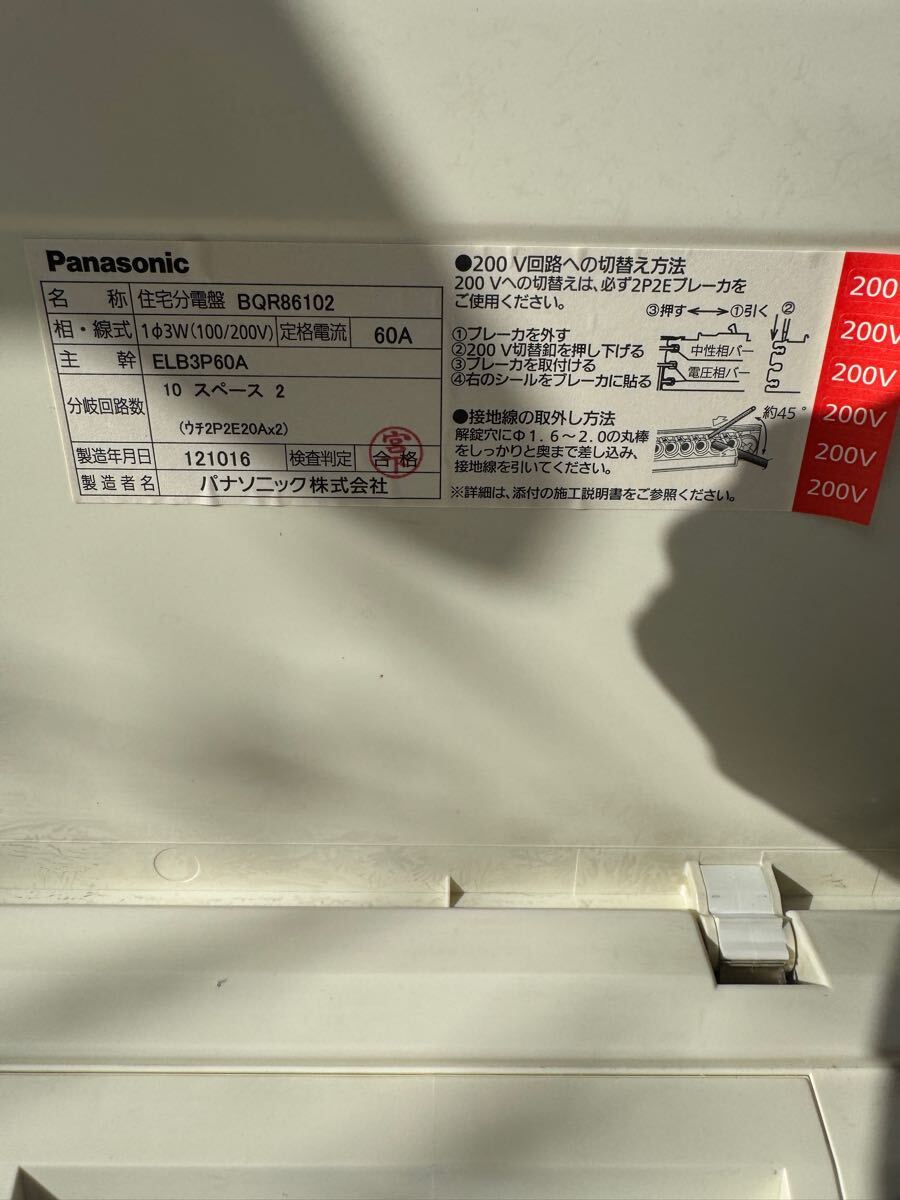 Panasonic
名 称 住宅分電盤 BQR86102
相・線式 1φ3W(100/200V) 定格電流 60A
主 幹 ELB3P60A
分岐回路数 10 スペース 2
(ウチ2P2E20Ax2)
製造年月日 121016 検査判定 合格
宮下
製造者名 パナソニック株式会社
●200 V回路への切替え方法
200 Vへの切替えは、必ず2P2Eブレーカを
ご使用ください。
①ブレーカを外す
②200 V切替釦を押し下げる
③ブレーカを取付ける
④右のシールをブレーカに貼る
③押す ①引く ②
中性相バー
電圧相バー
●接地線の取外し方法
解錠穴にΦ1.6～2.0の丸棒
をしっかりと奥まで差し込み、
接地線を引いてください。
約45°
※詳細は、添付の施工説明書をご参照ください。
200
200V
200V
200V
200V
200V